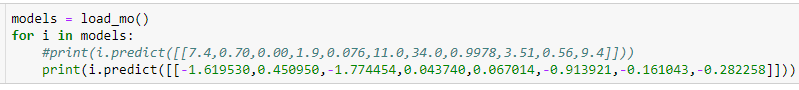 models = load_mo()
for i in models:
#print(i.predict([[7.4,0.70,0.00,1.9,0.076,11.0,34.0,0.9978,3.51,0.56,9.4]]))
print(i.predict([[-1.619530,0.450950,-1.774454,0.043740,0.067014,-0.913921,-0.161043,-0.282258]]))